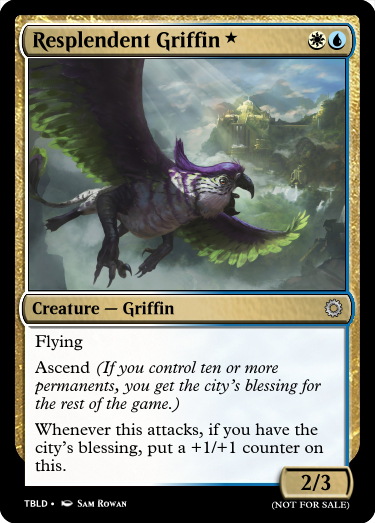 Resplendent Griffin ★
Creature — Griffin
Flying
Ascend (If you control ten or more
permanents, you get the city's blessing for
the rest of the game.)
Whenever this attacks, if you have the
city's blessing, put a +1/+1 counter on
this.
2/3
TBLD • Sam Rowan
(NOT FOR SALE)